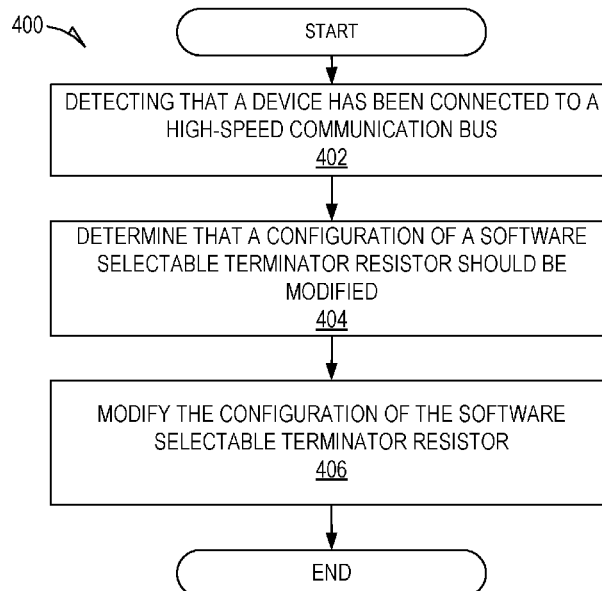 400
START
DETECTING THAT A DEVICE HAS BEEN CONNECTED TO A
HIGH-SPEED COMMUNICATION BUS
402
DETERMINE THAT A CONFIGURATION OF A SOFTWARE
SELECTABLE TERMINATOR RESISTOR SHOULD BE
MODIFIED
404
MODIFY THE CONFIGURATION OF THE SOFTWARE
SELECTABLE TERMINATOR RESISTOR
406
END